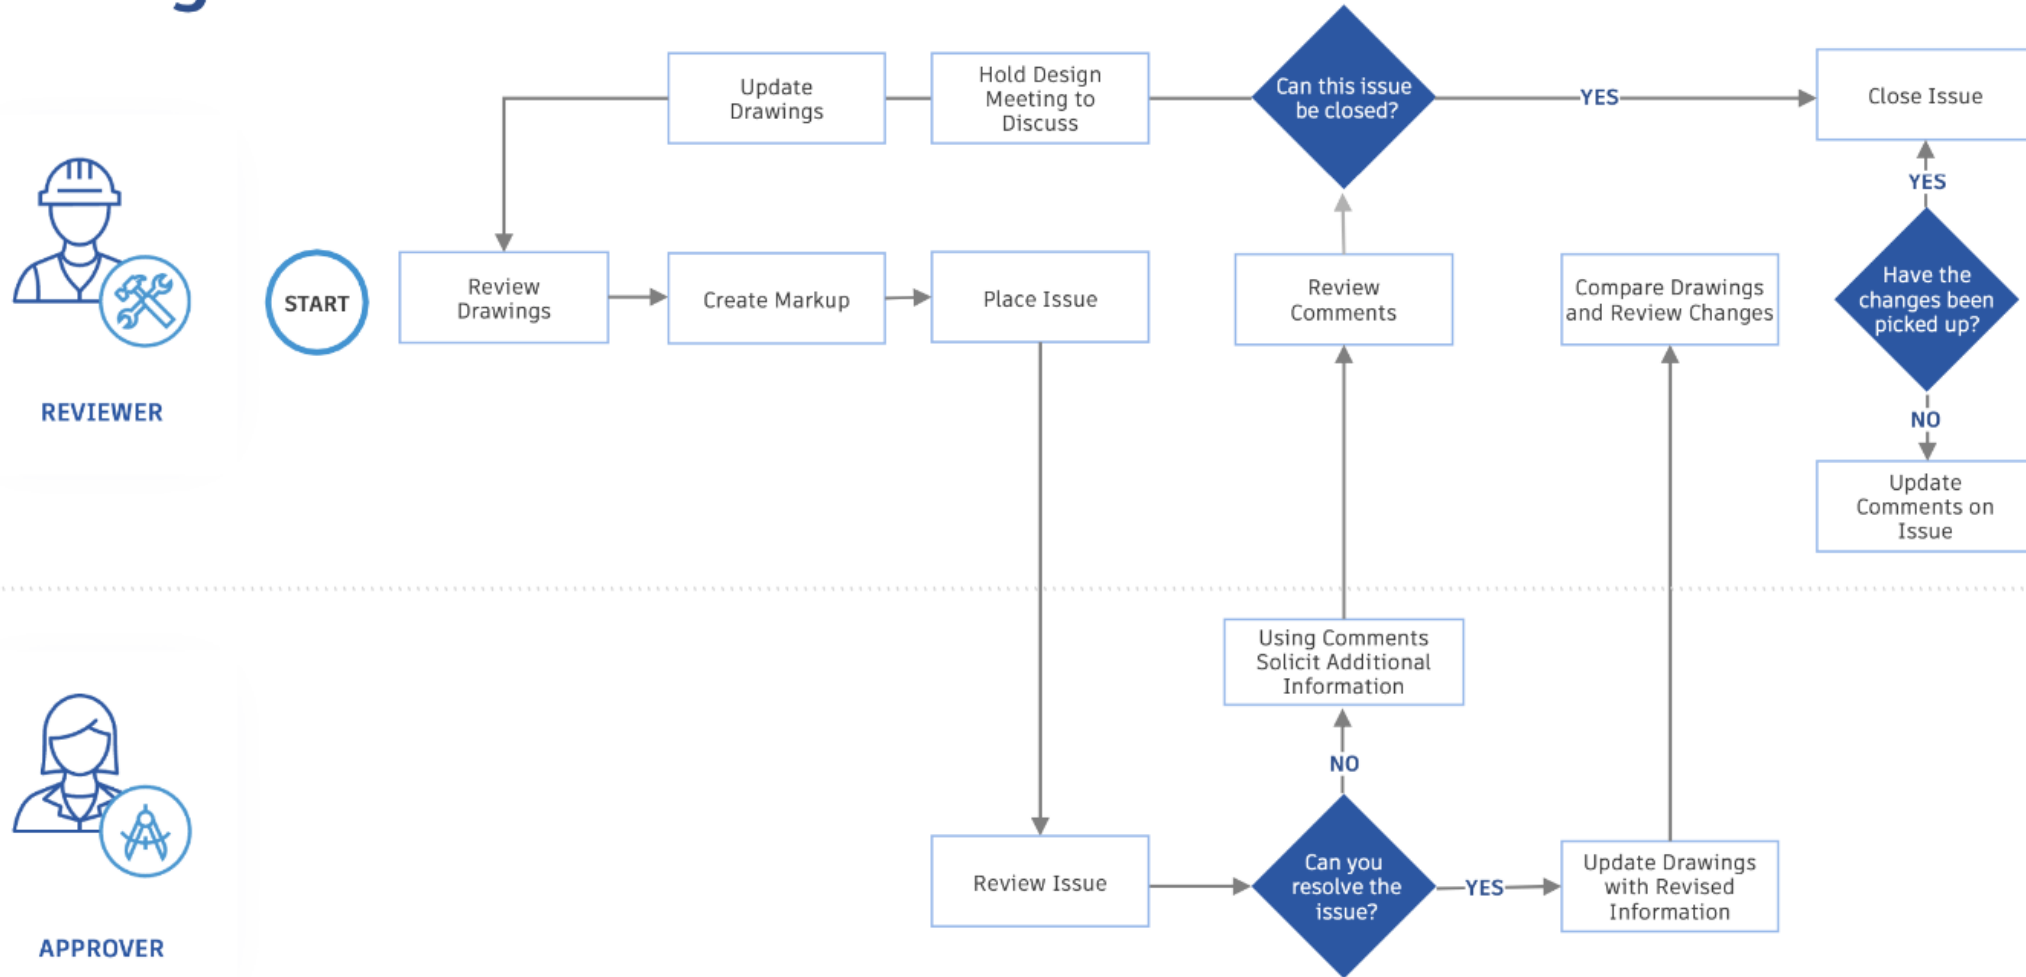 Update
Drawings
Hold Design
Meeting to
Discuss
Can this issue
be closed?
YES
Close Issue
YES
START
Review
Drawings
Create Markup
Place Issue
Review
Comments
Compare Drawings
and Review Changes
Have the
changes been
picked up?
REVIEWER
NO
Update
Comments on
Issue
Using Comments
Solicit Additional
Information
NO
Review Issue
Can you
resolve the
issue?
YES
Update Drawings
with Revised
Information
APPROVER